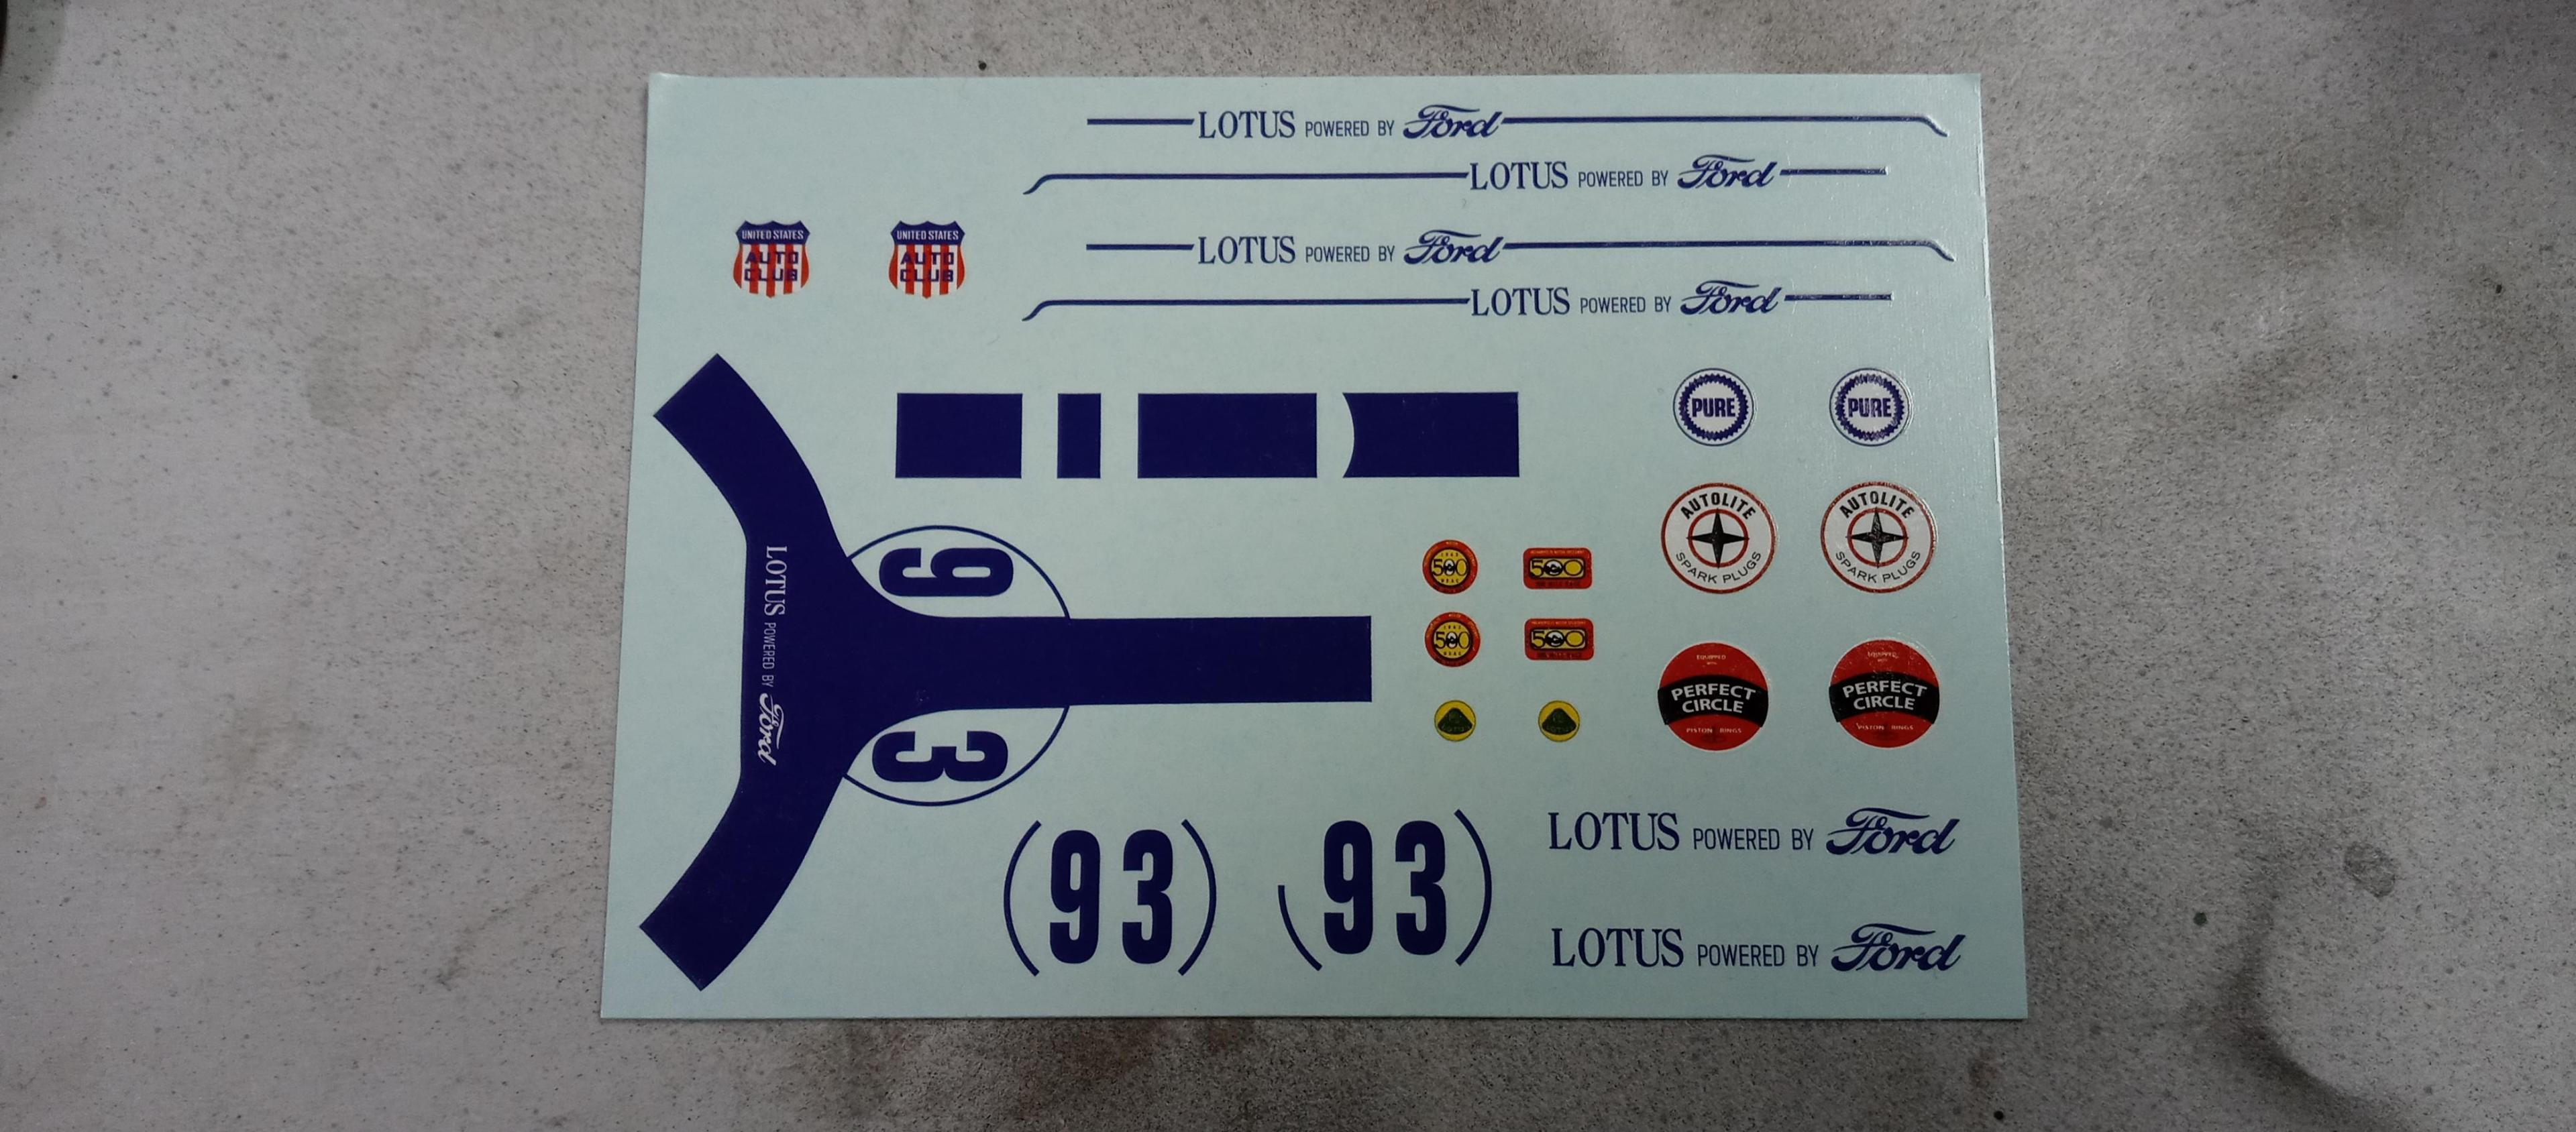 LOTUS POWERED BY Ford
LOTUS POWERED BY Ford
UNITED STATES
AUTO
CLUB
UNITED STATES
AUTO
CLUB
LOTUS POWERED BY Ford
LOTUS POWERED BY Ford
PURE
PURE
AUTOLITE
SPARK PLUGS
AUTOLITE
SPARK PLUGS
9
3
LOTUS POWERED BY Ford
500
500
500
500
EQUIPPED
PERFECT
CIRCLE
PISTON RINGS
EQUIPPED
PERFECT
CIRCLE
PISTON RINGS
93
93
LOTUS POWERED BY Ford
LOTUS POWERED BY Ford